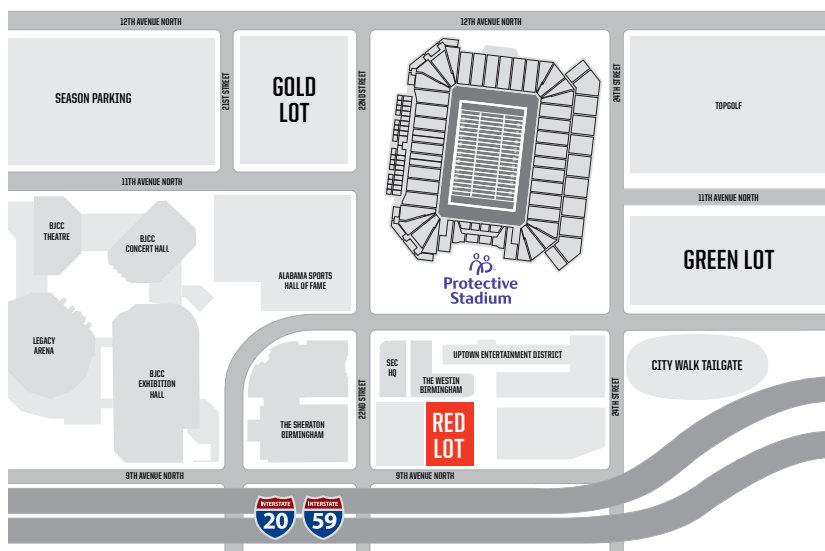 12TH AVENUE NORTH
12TH AVENUE NORTH
SEASON PARKING
21ST STREET
GOLD
LOT
22ND STREET
24TH STREET
TOPGOLF
11TH AVENUE NORTH
11TH AVENUE NORTH
BJCC
THEATRE
BJCC
CONCERT HALL
ALABAMA SPORTS
HALL OF FAME
Protective
Stadium
GREEN LOT
LEGACY
ARENA
BJCC
EXHIBITION
HALL
THE SHERATON
BIRMINGHAM
22ND STREET
SEC
HQ
UPTOWN ENTERTAINMENT DISTRICT
THE WESTIN
BIRMINGHAM
RED
LOT
24TH STREET
CITY WALK TAILGATE
9TH AVENUE NORTH
9TH AVENUE NORTH
INTERSTATE
20
INTERSTATE
59